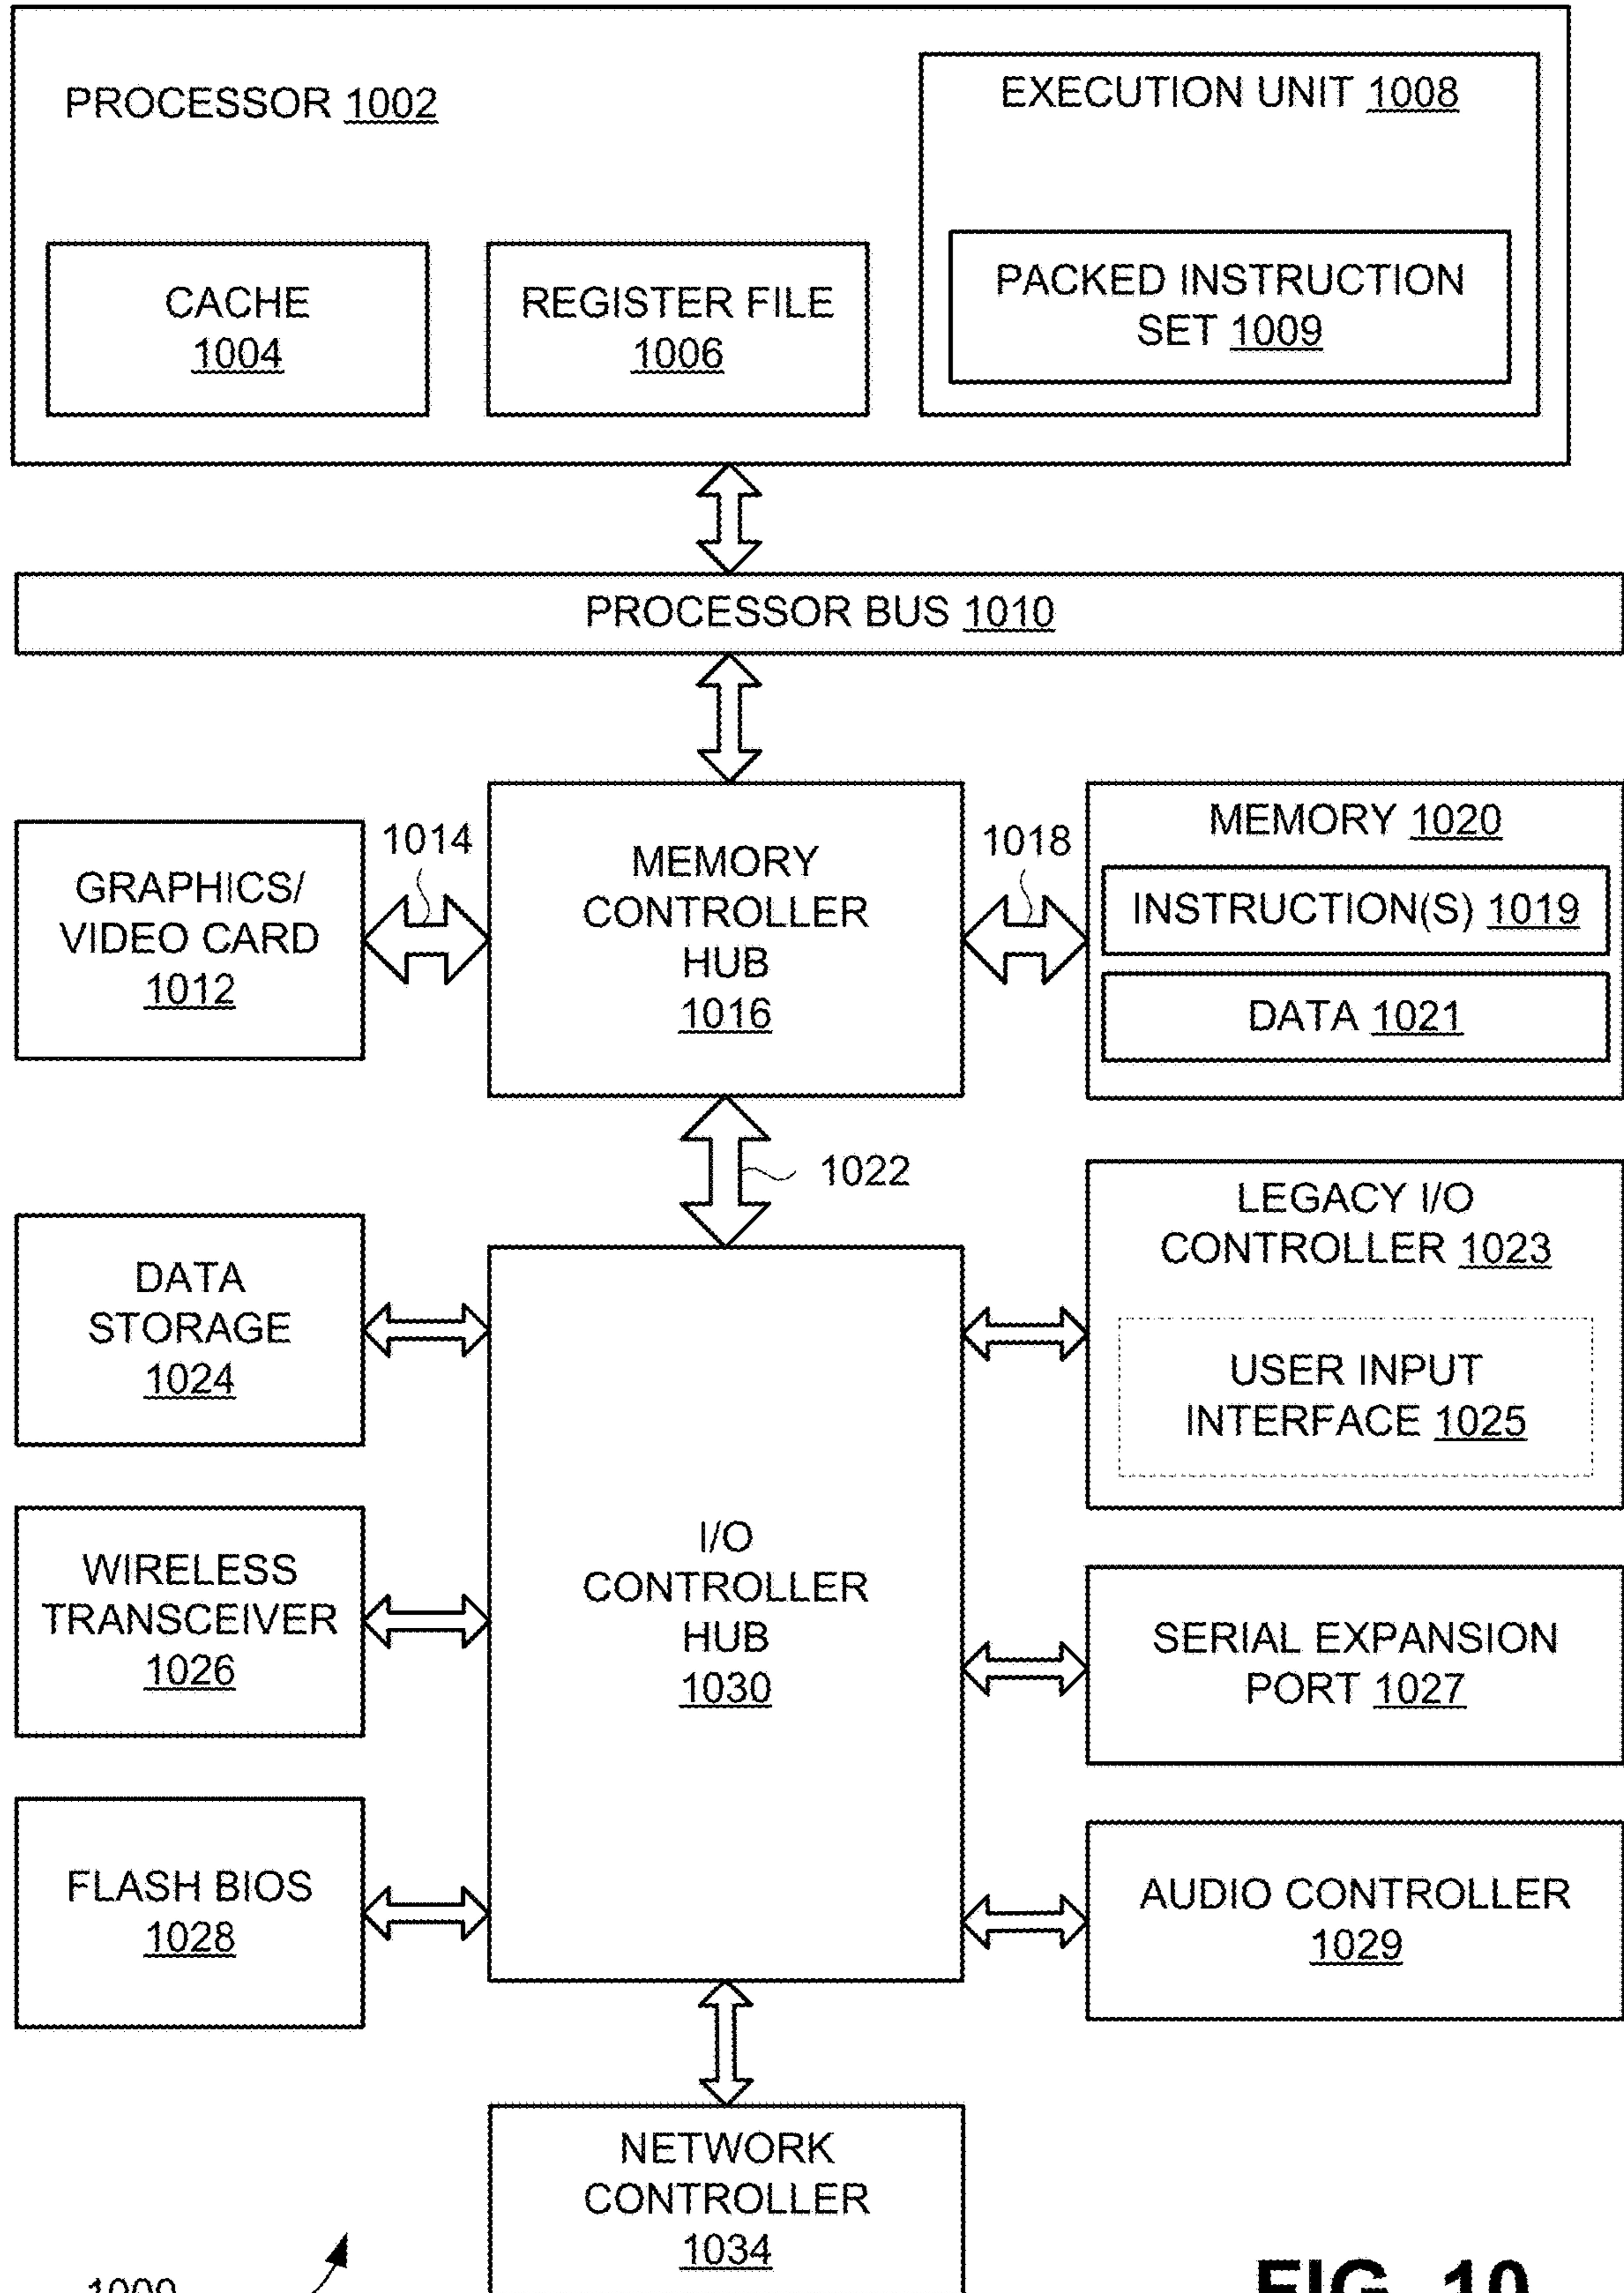 PROCESSOR 1002
EXECUTION UNIT 1008
CACHE
1004
REGISTER FILE
1006
PACKED INSTRUCTION
SET 1009
PROCESSOR BUS 1010
GRAPHICS/
VIDEO CARD
1012
1014
MEMORY
CONTROLLER
HUB
1016
1018
MEMORY 1020
INSTRUCTION(S) 1019
DATA 1021
1022
DATA
STORAGE
1024
LEGACY I/O
CONTROLLER 1023
USER INPUT
INTERFACE 1025
WIRELESS
TRANSCEIVER
1026
I/O
CONTROLLER
HUB
1030
SERIAL EXPANSION
PORT 1027
FLASH BIOS
1028
AUDIO CONTROLLER
1029
NETWORK
CONTROLLER
1034
1000
FIG. 10